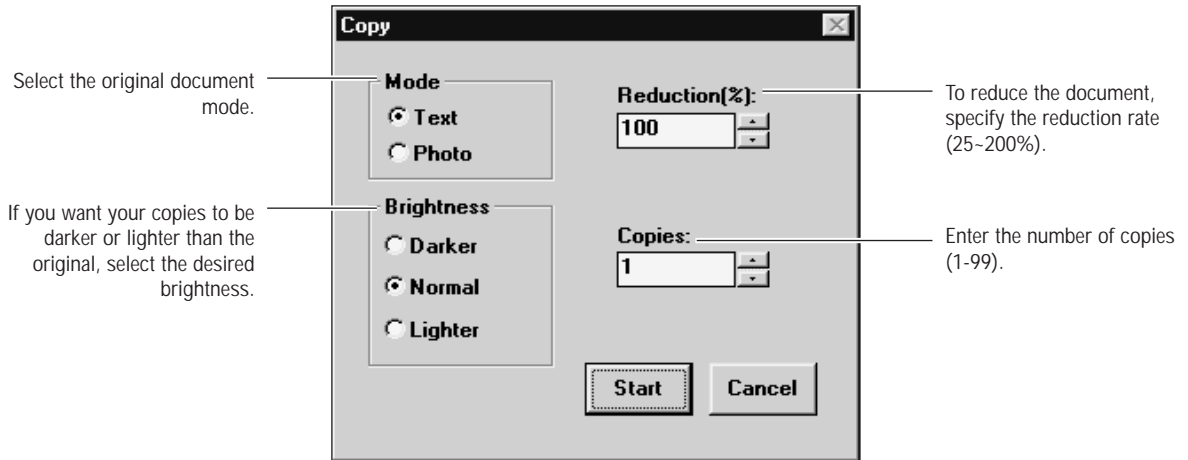 Copy
Select the original document
mode.
Mode
Text
Photo
Reduction(%):
100
To reduce the document,
specify the reduction rate
(25~200%).
If you want your copies to be
darker or lighter than the
original, select the desired
brightness.
Brightness
Darker
Normal
Lighter
Copies:
1
Enter the number of copies
(1-99).
Start
Cancel